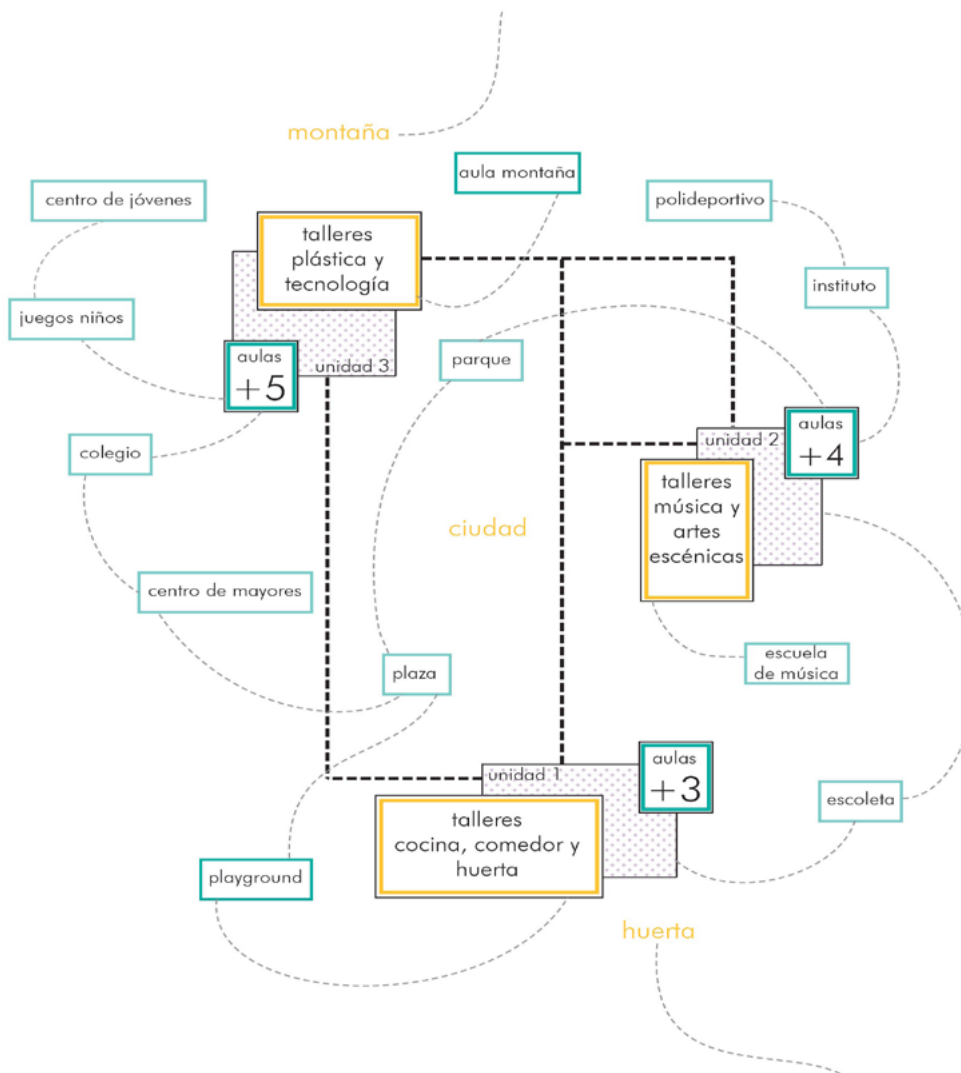 montaña
aula montaña
centro de jóvenes
polideportivo
talleres
plástica y
tecnología
instituto
juegos niños
parque
aulas
+5
unidad 3
aulas
+4
unidad 2
colegio
talleres
música y
artes
escénicas
ciudad
centro de mayores
escuela
de música
plaza
aulas
+3
unidad 1
escoleta
talleres
cocina, comedor y
huerta
playground
huerta